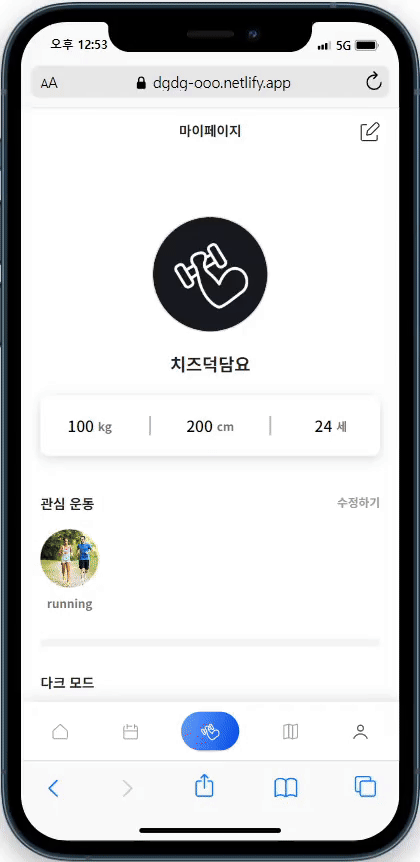 오후 12:53
5G
AA
dgdg-ooo.netlify.app
마이페이지
치즈덕담요
100 kg
200 cm
24 세
관심 운동
수정하기
running
다크 모드